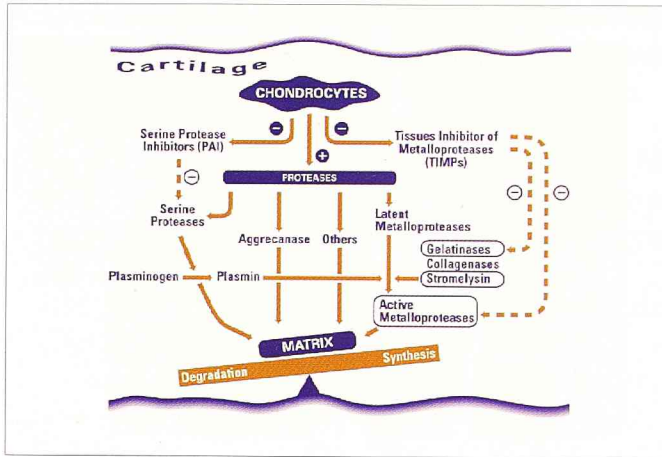 Cartilage
CHONDROCYTES
Serine Protease
Inhibitors (PAI)
−
−
Tissues Inhibitor of
Metalloproteases
(TIMPs)
+
−
PROTEASES
−
−
Serine
Proteases
Latent
Metalloproteases
Aggrecanase
Others
Gelatinases
Collagenases
Stromelysin
Plasminogen
Plasmin
Active
Metalloproteases
MATRIX
Degradation
Synthesis